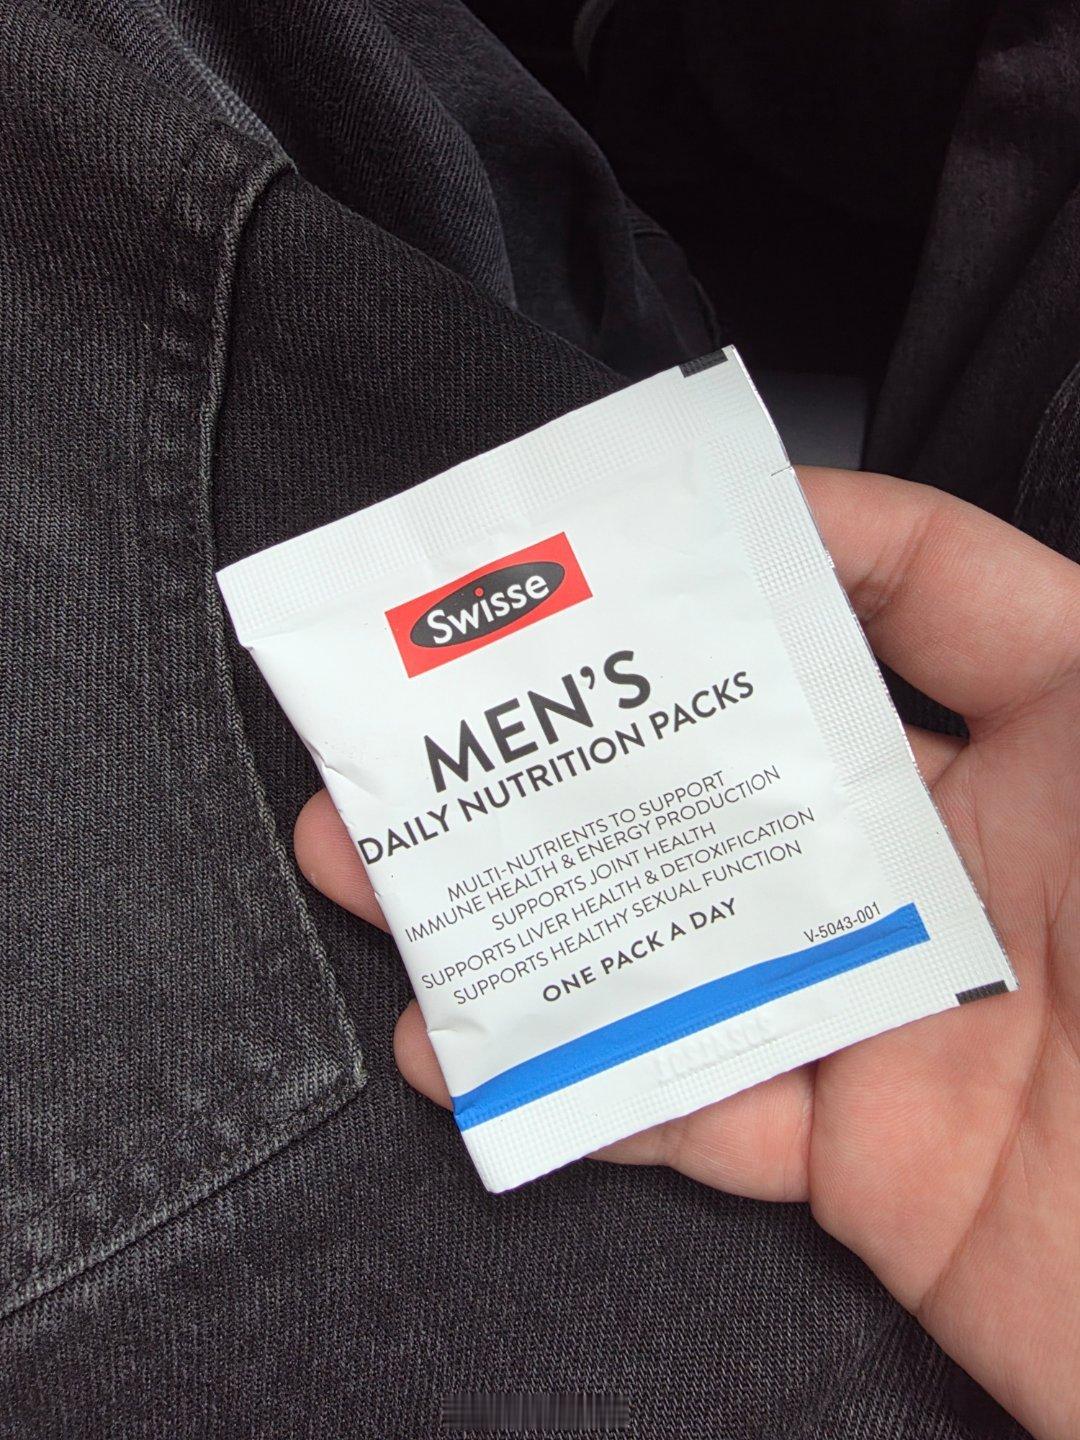 Swisse
MEN'S
DAILY NUTRITION PACKS
MULTI-NUTRIENTS TO SUPPORT
IMMUNE HEALTH & ENERGY PRODUCTION
SUPPORTS JOINT HEALTH
SUPPORTS LIVER HEALTH & DETOXIFICATION
SUPPORTS HEALTHY SEXUAL FUNCTION
ONE PACK A DAY
V-5043-001